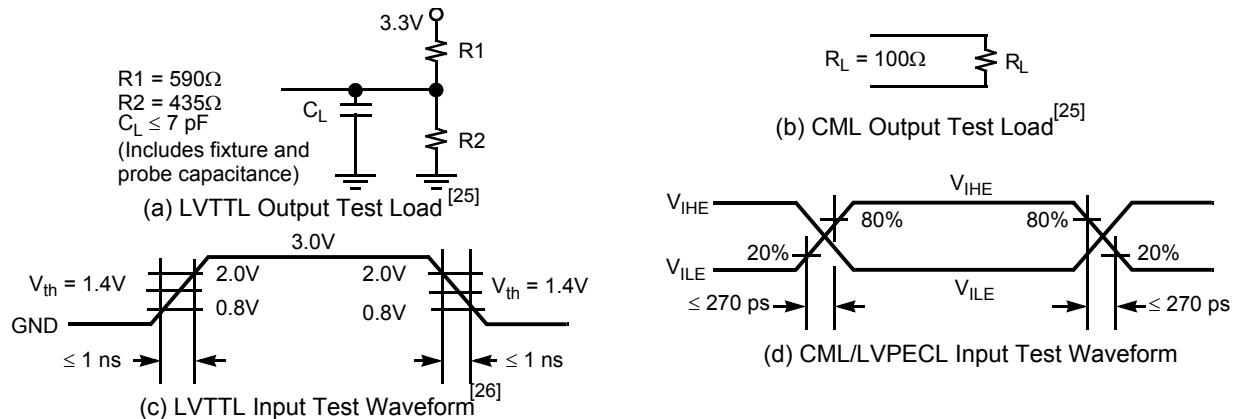 3.3V
R1
R1 = 590Ω
R2 = 435Ω
C_L ≤ 7 pF
(Includes fixture and
probe capacitance)
C_L
R2
(a) LVTTL Output Test Load [25]
R_L = 100Ω
R_L
(b) CML Output Test Load [25]
3.0V
V_th = 1.4V
2.0V
0.8V
2.0V
0.8V
V_th = 1.4V
GND
≤ 1 ns
≤ 1 ns
(c) LVTTL Input Test Waveform [26]
V_IHE
V_IHE
80%
80%
20%
20%
V_ILE
V_ILE
≤ 270 ps
≤ 270 ps
(d) CML/LVPECL Input Test Waveform